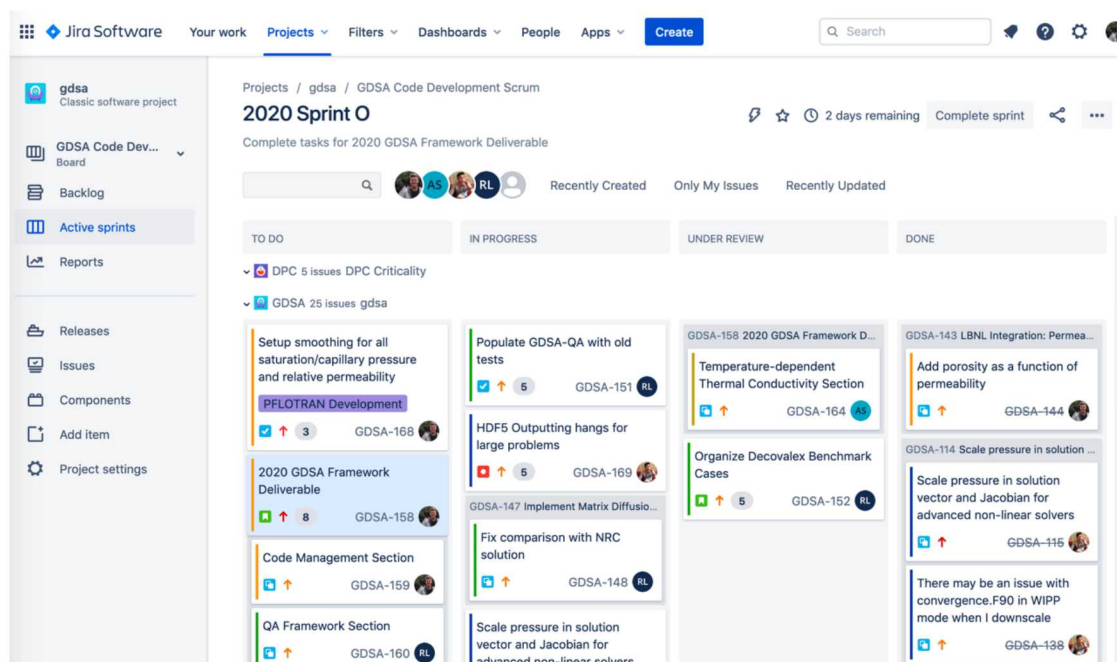 Jira Software
Your work
Projects
Filters
Dashboards
People
Apps
Create
Search
gdsa
Classic software project
GDSA Code Dev...
Board
Backlog
Active sprints
Reports
Releases
Issues
Components
Add item
Project settings
Projects / gdsa / GDSA Code Development Scrum
2020 Sprint O
2 days remaining
Complete sprint
Complete tasks for 2020 GDSA Framework Deliverable
AS
RL
Recently Created
Only My Issues
Recently Updated
TO DO
IN PROGRESS
UNDER REVIEW
DONE
DPC 5 issues DPC Criticality
GDSA 25 issues gdsa
Setup smoothing for all
saturation/capillary pressure
and relative permeability
PFLOTRAN Development
3 GDSA-168
2020 GDSA Framework
Deliverable
8 GDSA-158
Code Management Section
GDSA-159
QA Framework Section
GDSA-160 RL
Populate GDSA-QA with old
tests
5 GDSA-151 RL
HDF5 Outputting hangs for
large problems
5 GDSA-169
GDSA-147 Implement Matrix Diffusio...
Fix comparison with NRC
solution
GDSA-148 RL
Scale pressure in solution
vector and Jacobian for
advanced non-linear solvers
GDSA-158 2020 GDSA Framework D...
Temperature-dependent
Thermal Conductivity Section
GDSA-164 AS
Organize Decovalex Benchmark
Cases
5 GDSA-152 RL
GDSA-143 LBNL Integration: Permea...
Add porosity as a function of
permeability
GDSA-144
GDSA-114 Scale pressure in solution ...
Scale pressure in solution
vector and Jacobian for
advanced non-linear solvers
GDSA-115
There may be an issue with
convergence.F90 in WIPP
mode when I downscale
GDSA-138